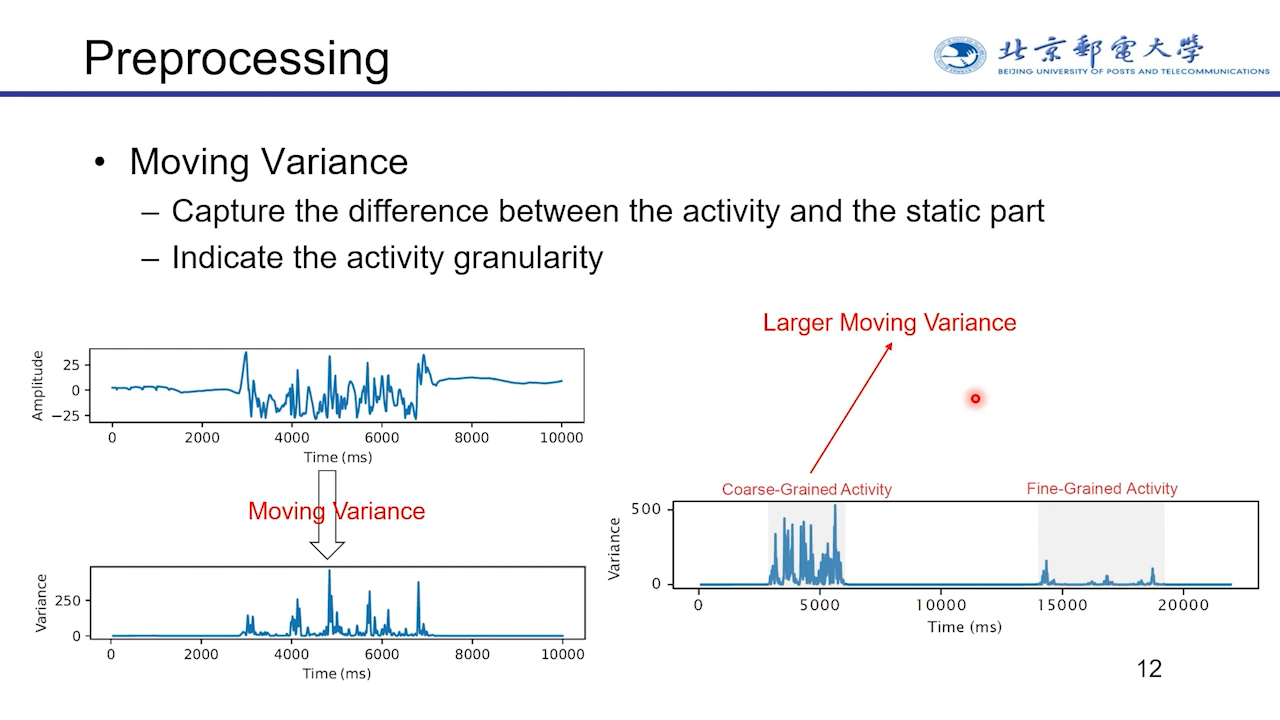 Preprocessing
北京郵電大學
BEIJING UNIVERSITY OF POSTS AND TELECOMMUNICATIONS
• Moving Variance
– Capture the difference between the activity and the static part
– Indicate the activity granularity
Amplitude
25
0
−25
0 2000 4000 6000 8000 10000
Time (ms)
Moving Variance
Variance
250
0
0 2000 4000 6000 8000 10000
Time (ms)
Larger Moving Variance
Coarse-Grained Activity Fine-Grained Activity
Variance
500
0
0 5000 10000 15000 20000
Time (ms)
12